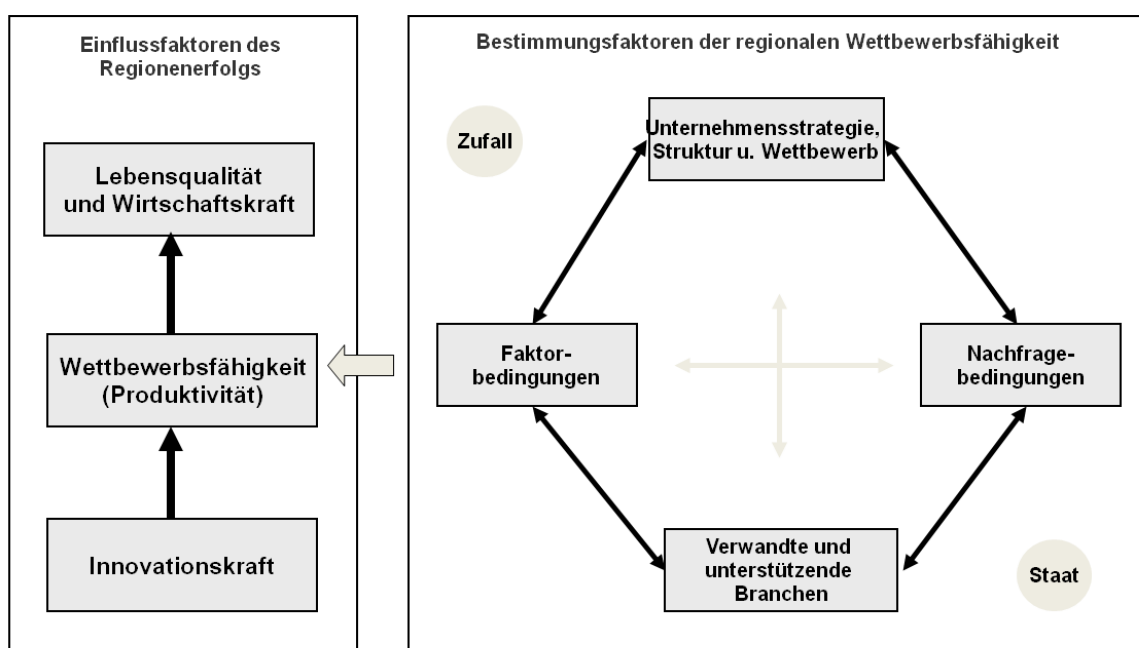 Einflussfaktoren des
Regionenerfolgs
Lebensqualität
und Wirtschaftskraft
Wettbewerbsfähigkeit
(Produktivität)
Innovationskraft
Bestimmungsfaktoren der regionalen Wettbewerbsfähigkeit
Zufall
Unternehmensstrategie,
Struktur u. Wettbewerb
Faktor-
bedingungen
Nachfrage-
bedingungen
Verwandte und
unterstützende
Branchen
Staat